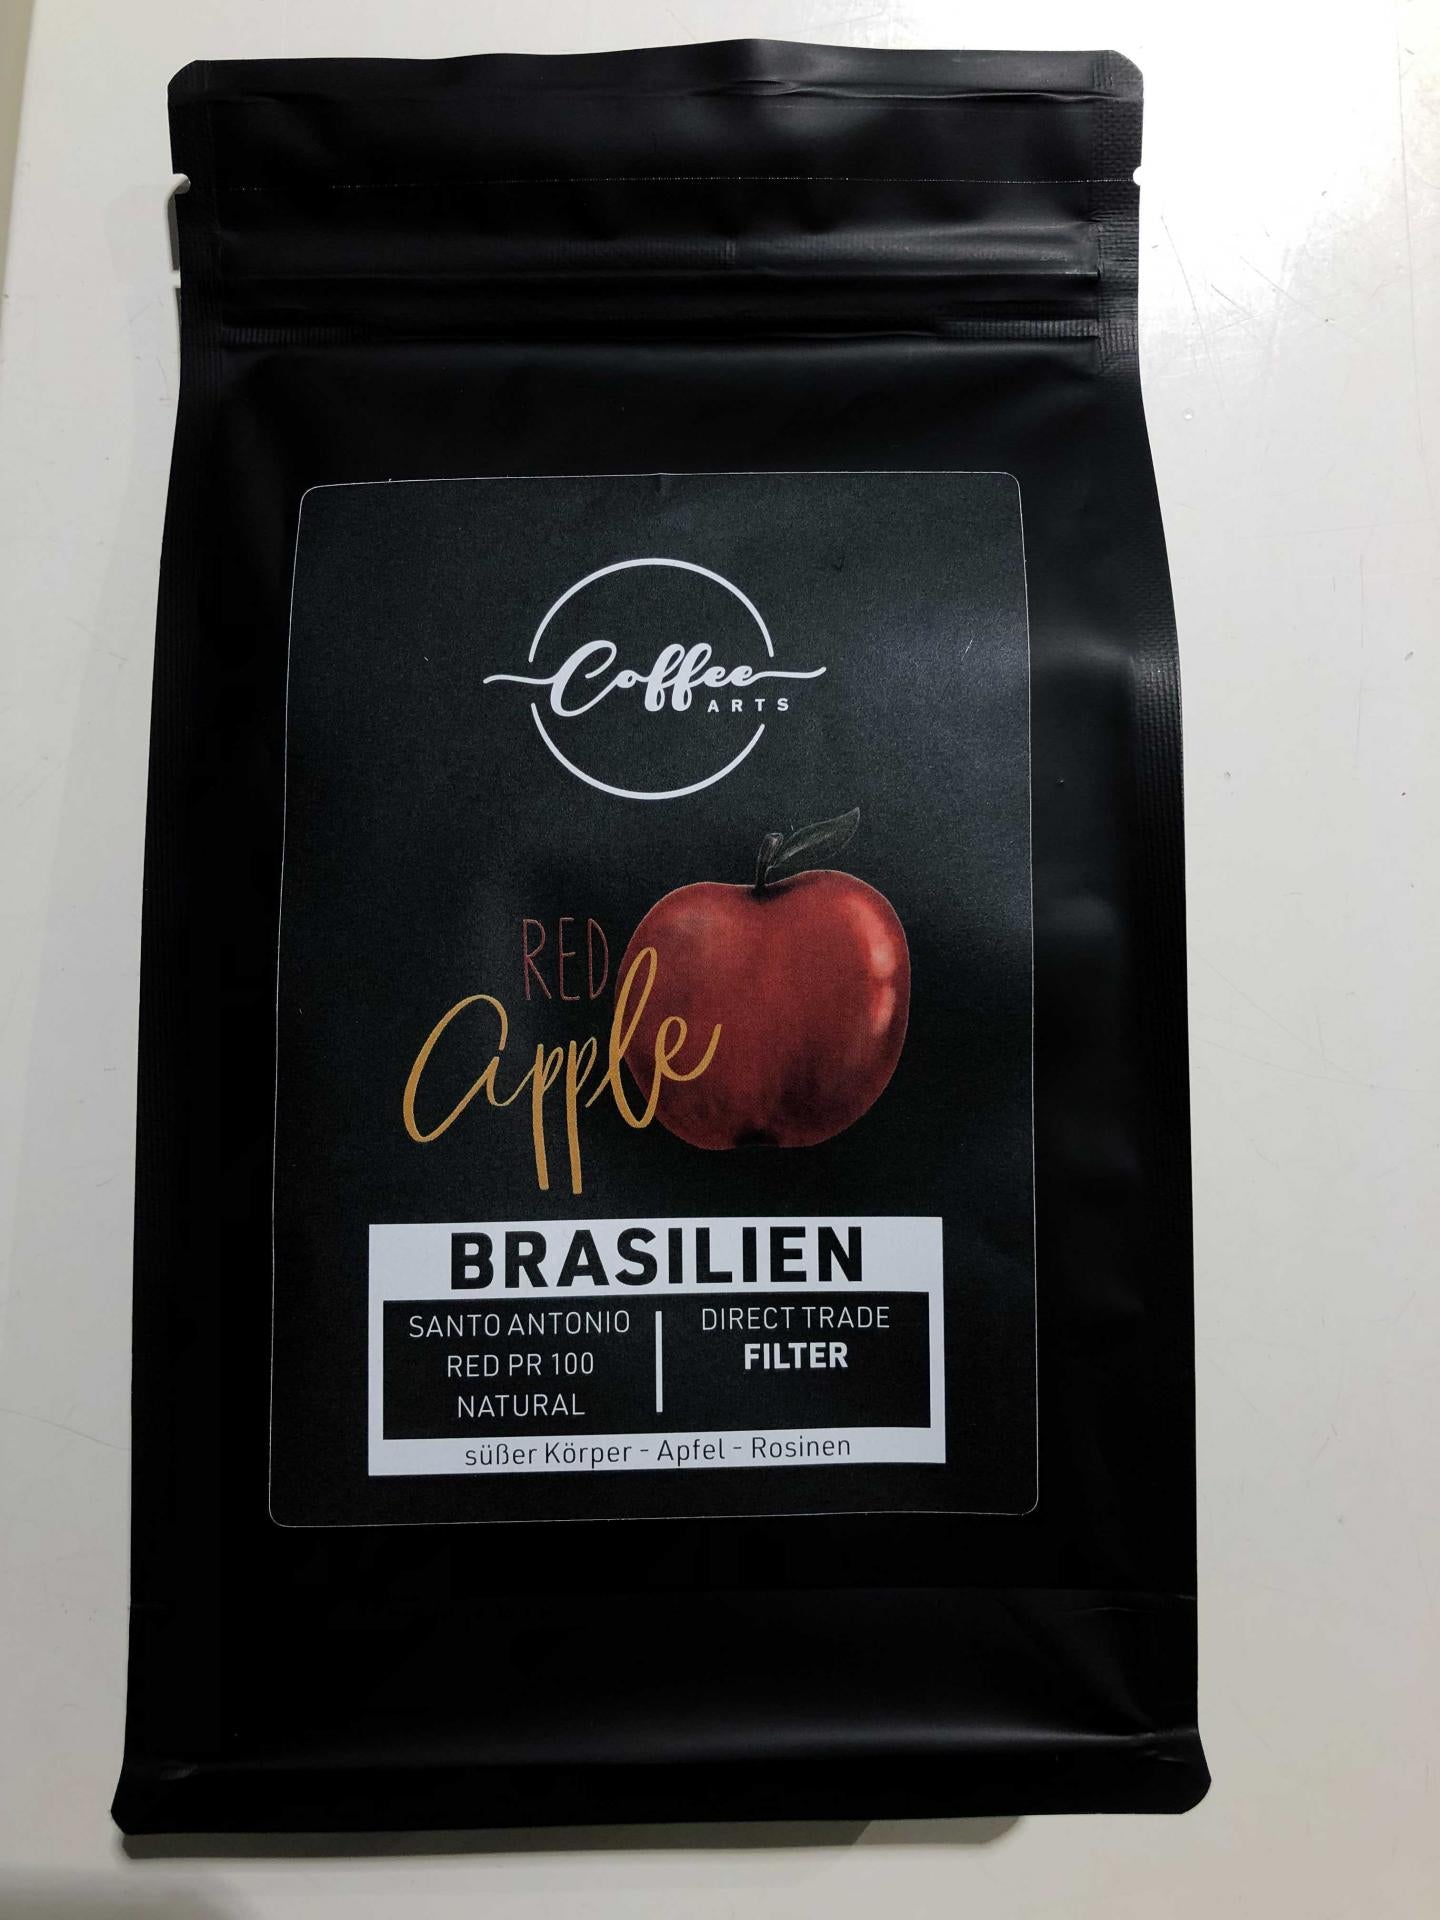 Coffee
ARTS
RED
Apple
BRASILIEN
SANTO ANTONIO
RED PR 100
NATURAL
DIRECT TRADE
FILTER
süßer Körper - Apfel - Rosinen